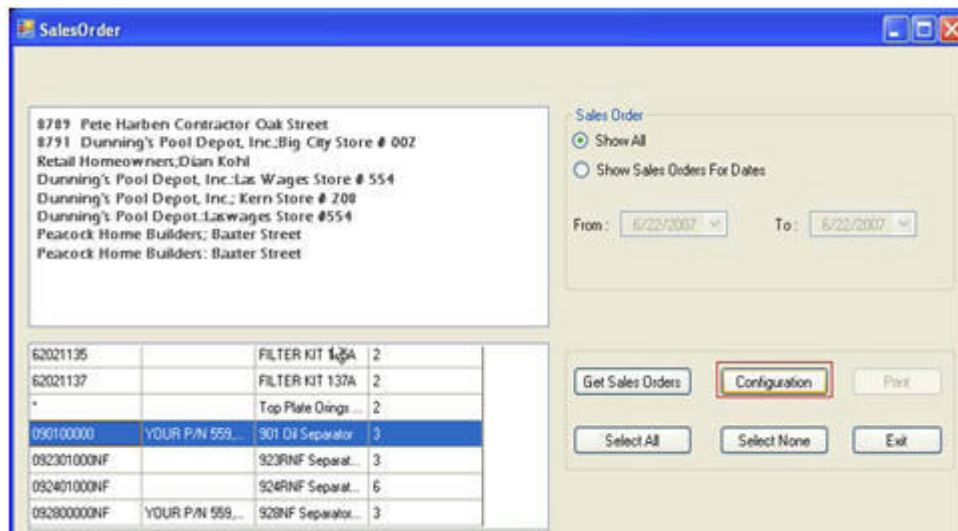 SalesOrder
8789 Pete Harben Contractor Oak Street
8791 Dunning's Pool Depot, Inc.;Big City Store # 002
Retail Homeowners;Dian Kohl
Dunning's Pool Depot, Inc.:Las Wages Store # 554
Dunning's Pool Depot, Inc.; Kern Store # 208
Dunning's Pool Depot.:Laswages Store #554
Peacock Home Builders; Baxter Street
Peacock Home Builders: Baxter Street
Sales Order
Show All
Show Sales Orders For Dates
From : 6/22/2007 To : 6/22/2007
62021135 FILTER KIT 2
62021137 FILTER KIT 137A 2
* Top Plate Orings ... 2
090100000 YOUR P/N 559,... 901 Oil Separator 3
092301000NF 923RNF Separat... 3
092401000NF 924RNF Separat... 6
092800000NF YOUR P/N 559,... 928NF Separator... 3
Get Sales Orders Configuration Print
Select All Select None Exit